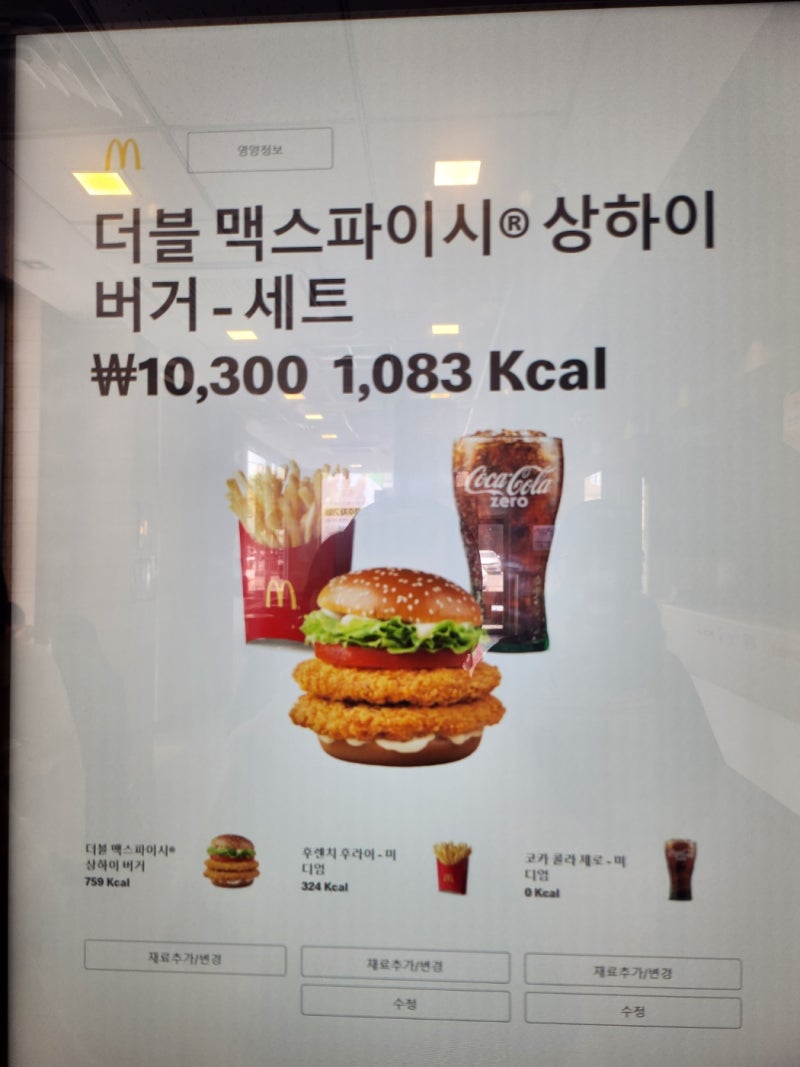 영양정보
더블 맥스파이시® 상하이
버거 - 세트
₩10,300 1,083 Kcal
Coca-Cola
zero
더블 맥스파이시®
상하이 버거
759 Kcal
후렌치 후라이 - 미
디엄
324 Kcal
코카 콜라 제로 - 미
디엄
0 Kcal
재료추가/변경
재료추가/변경
재료추가/변경
수정
수정